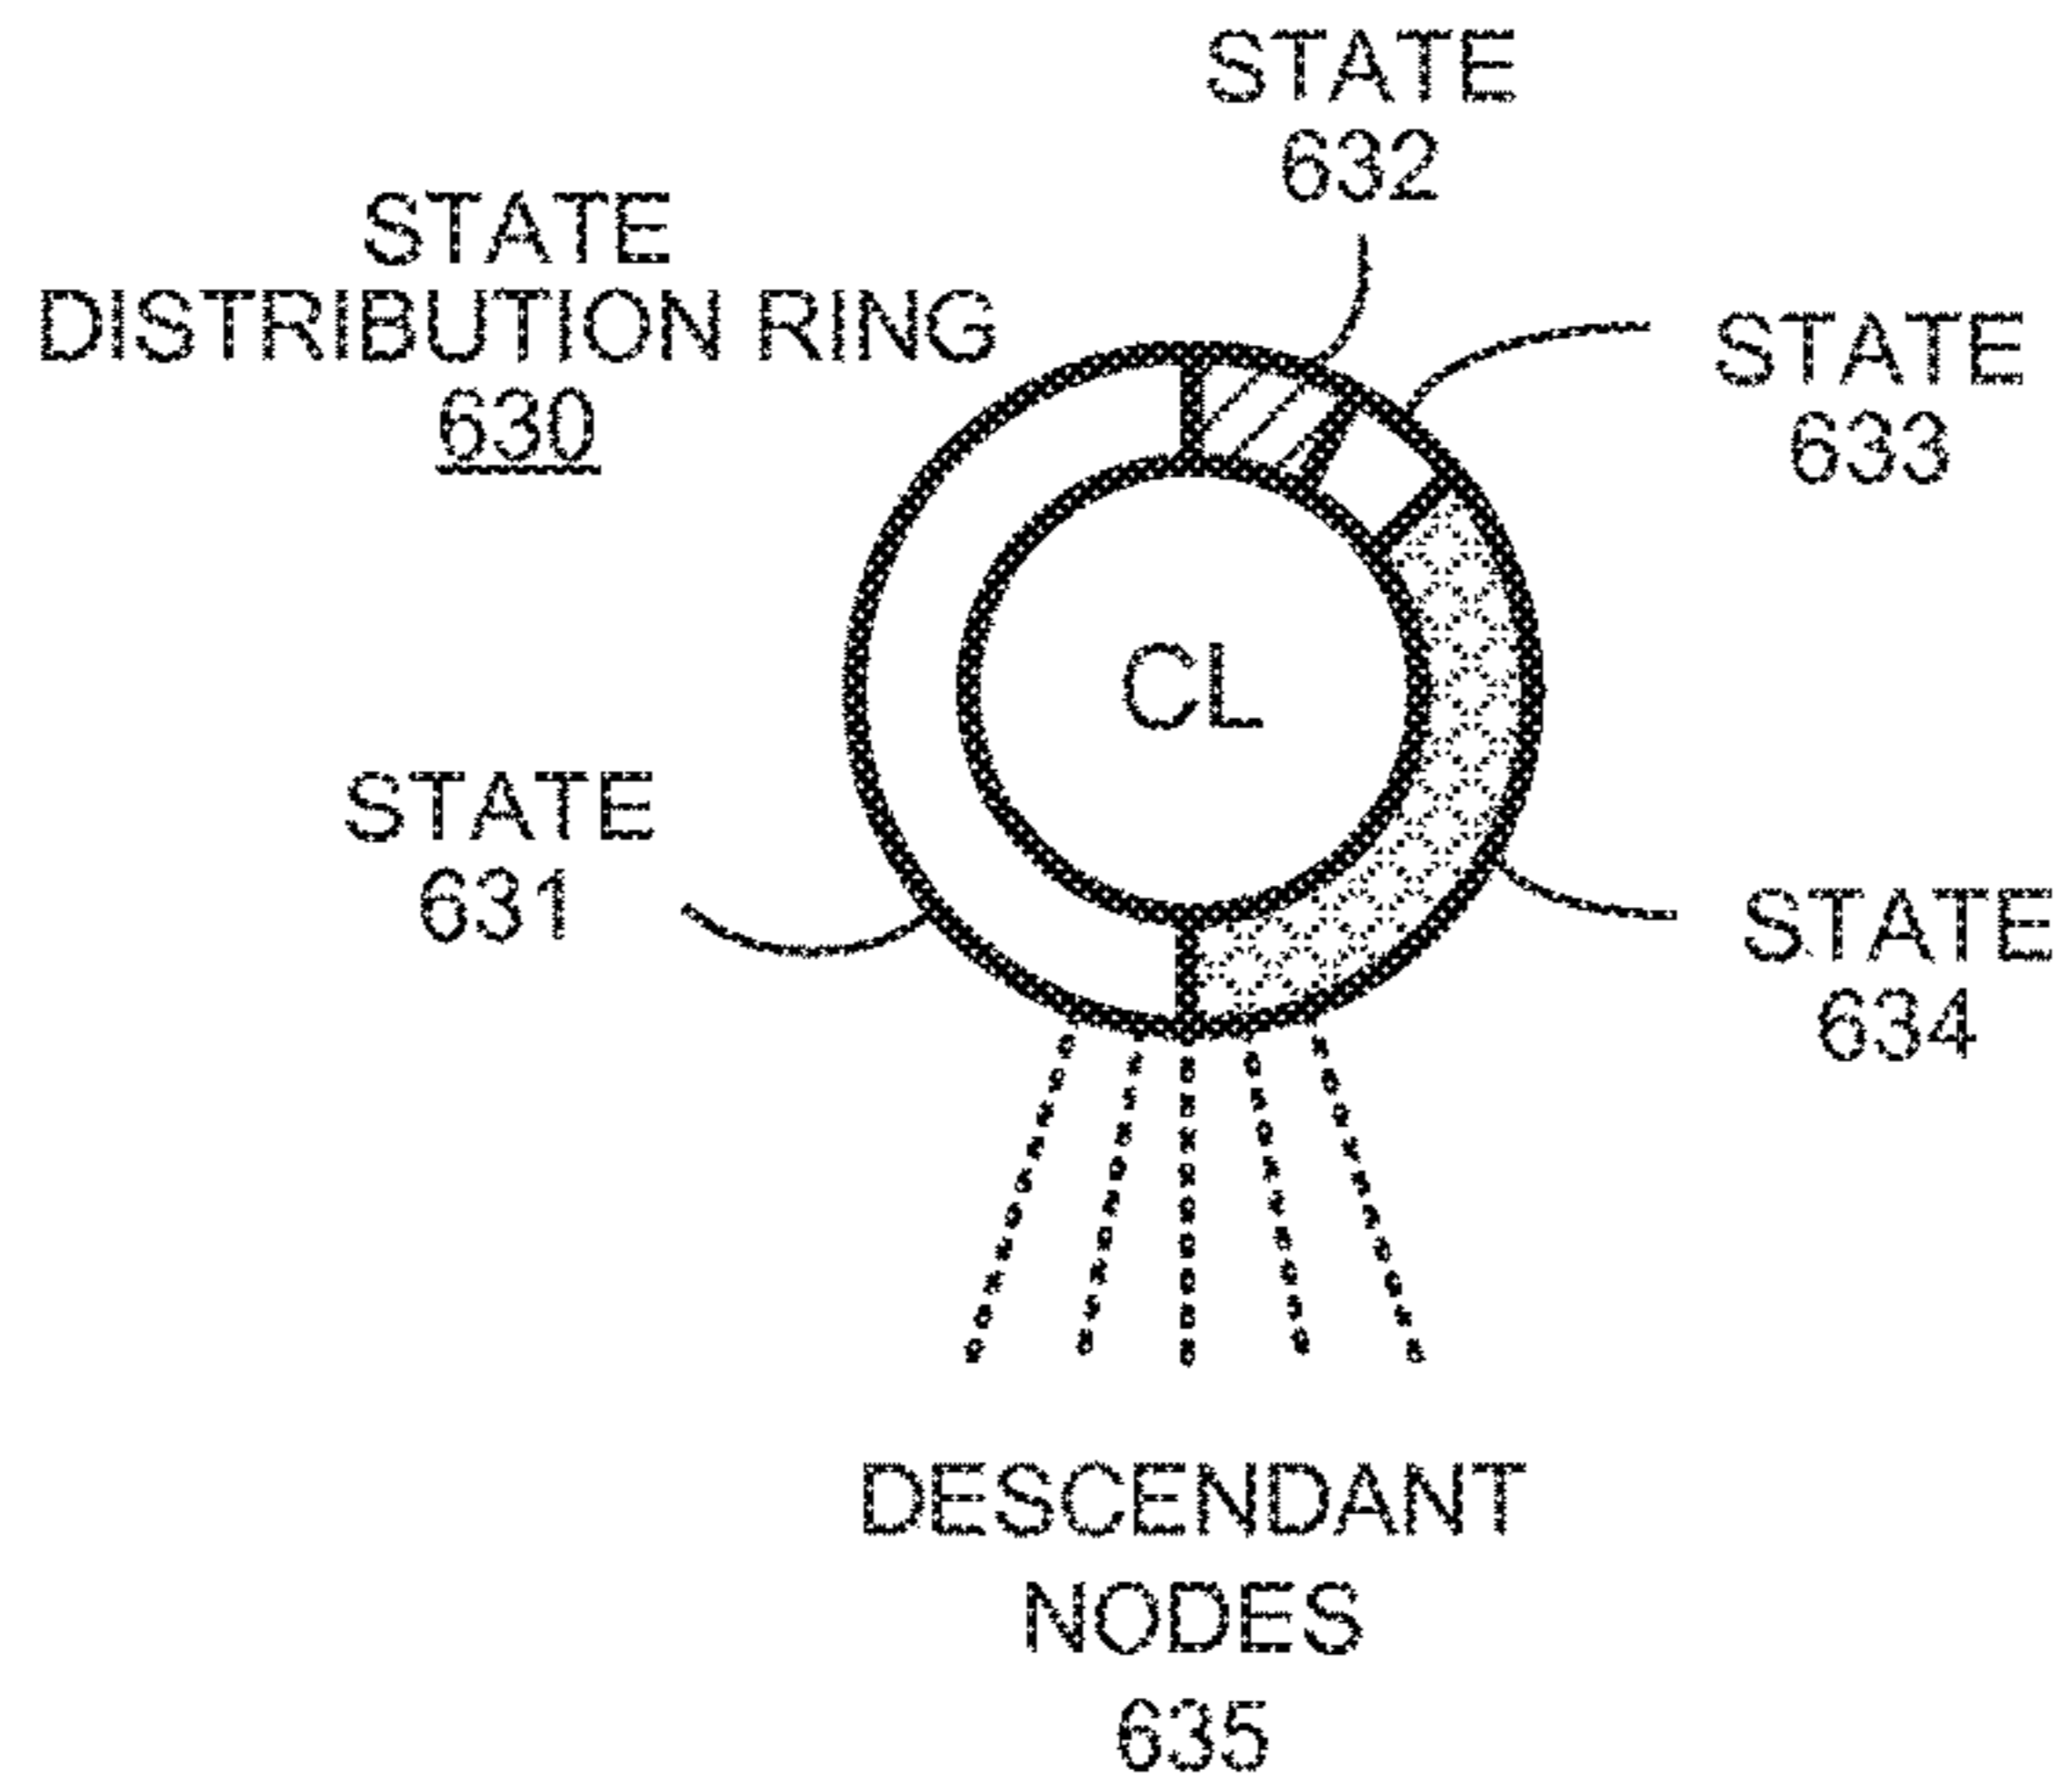 STATE
632
STATE
DISTRIBUTION RING
630
STATE
633
CL
STATE
631
STATE
634
DESCENDANT
NODES
635